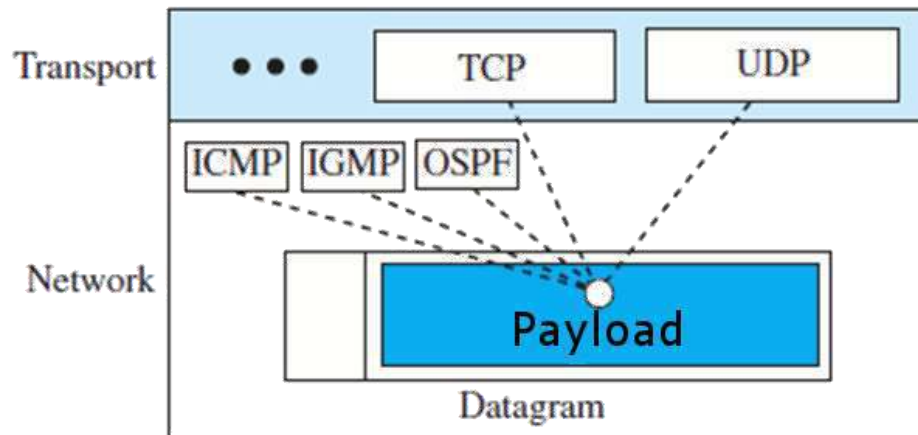 Transport
TCP
UDP
ICMP
IGMP
OSPF
Network
Payload
Datagram